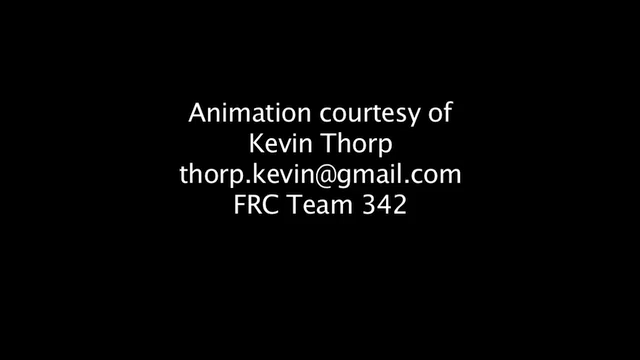 Animation courtesy of
Kevin Thorp
thorp.kevin@gmail.com
FRC Team 342